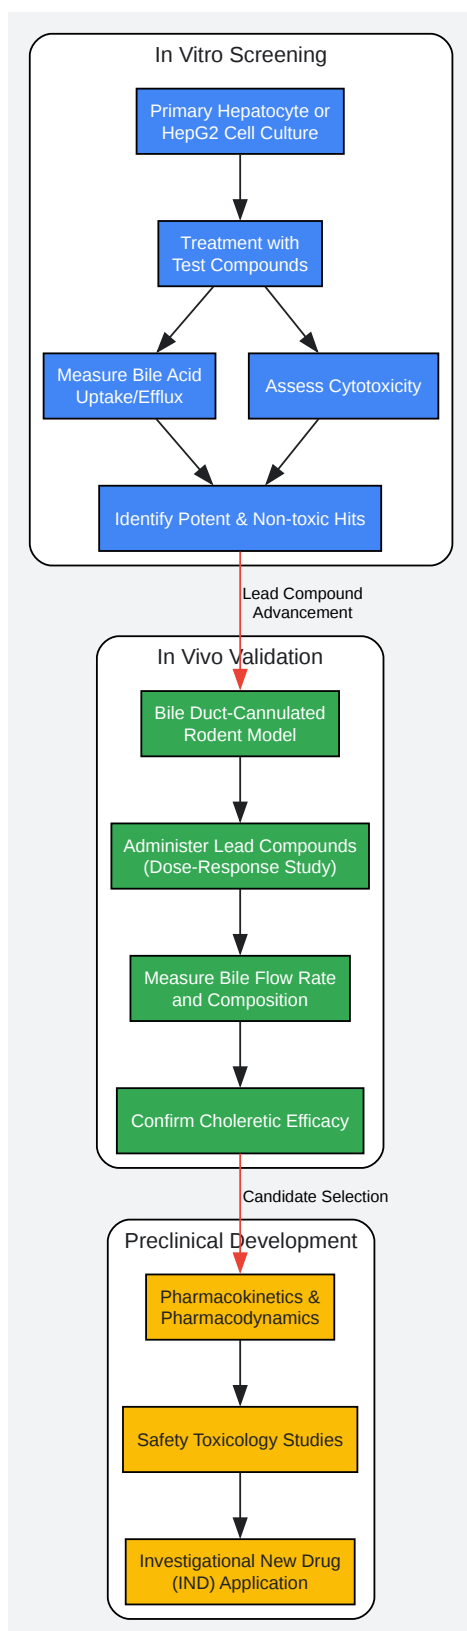 In Vitro Screening
Primary Hepatocyte or
HepG2 Cell Culture
Treatment with
Test Compounds
Measure Bile Acid
Uptake/Efflux
Assess Cytotoxicity
Identify Potent & Non-toxic Hits
Lead Compound
Advancement
In Vivo Validation
Bile Duct-Cannulated
Rodent Model
Administer Lead Compounds
(Dose-Response Study)
Measure Bile Flow Rate
and Composition
Confirm Choleretic Efficacy
Candidate Selection
Preclinical Development
Pharmacokinetics &
Pharmacodynamics
Safety Toxicology Studies
Investigational New Drug
(IND) Application